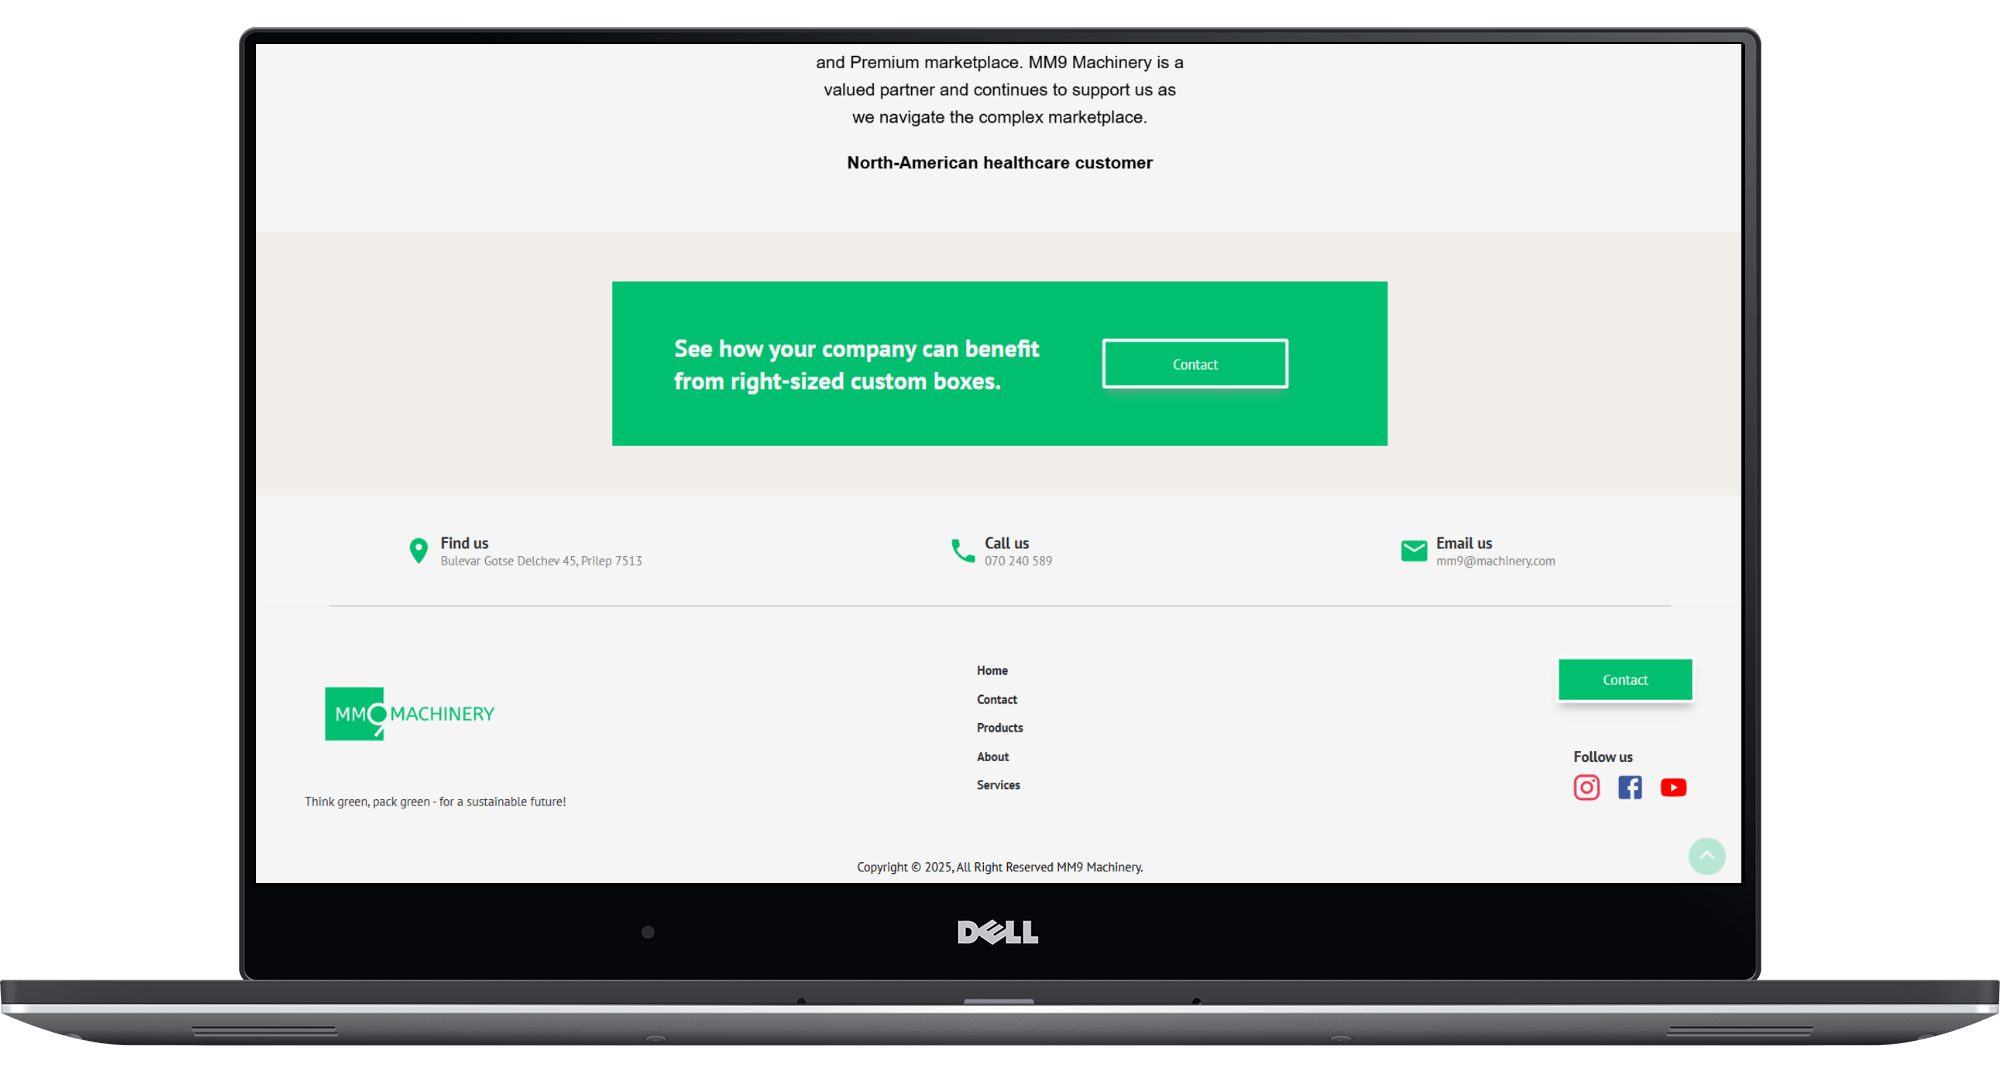 and Premium marketplace. MM9 Machinery is a
valued partner and continues to support us as
we navigate the complex marketplace.
North-American healthcare customer
See how your company can benefit
from right-sized custom boxes.
Contact
Find us
Bulevar Gotse Delchev 45, Prilep 7513
Call us
070 240 589
Email us
mm9@machinery.com
MM9 MACHINERY
Think green, pack green - for a sustainable future!
Home
Contact
Products
About
Services
Contact
Follow us
Copyright © 2025, All Right Reserved MM9 Machinery.
DELL